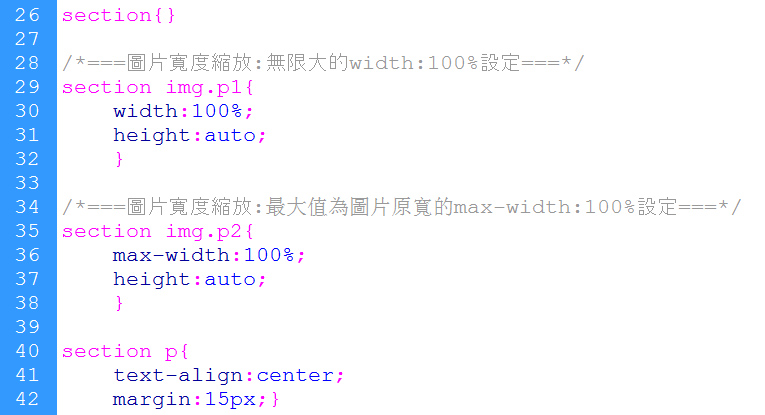 26 section{}
27
28 /*===圖片寬度縮放:無限大的width:100%設定===*/
29 section img.p1{
30 width:100%;
31 height:auto;
32 }
33
34 /*===圖片寬度縮放:最大值為圖片原寬的max-width:100%設定===*/
35 section img.p2{
36 max-width:100%;
37 height:auto;
38 }
39
40 section p{
41 text-align:center;
42 margin:15px;}